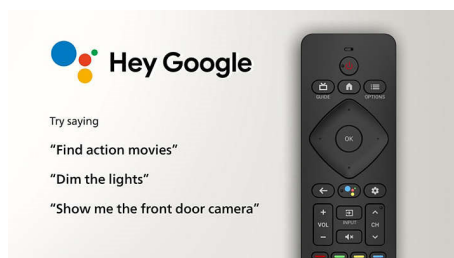 Hey Google
Try saying
“Find action movies”
“Dim the lights”
“Show me the front door camera”
GUIDE
OPTIONS
OK
+
VOL
-
INPUT
CH